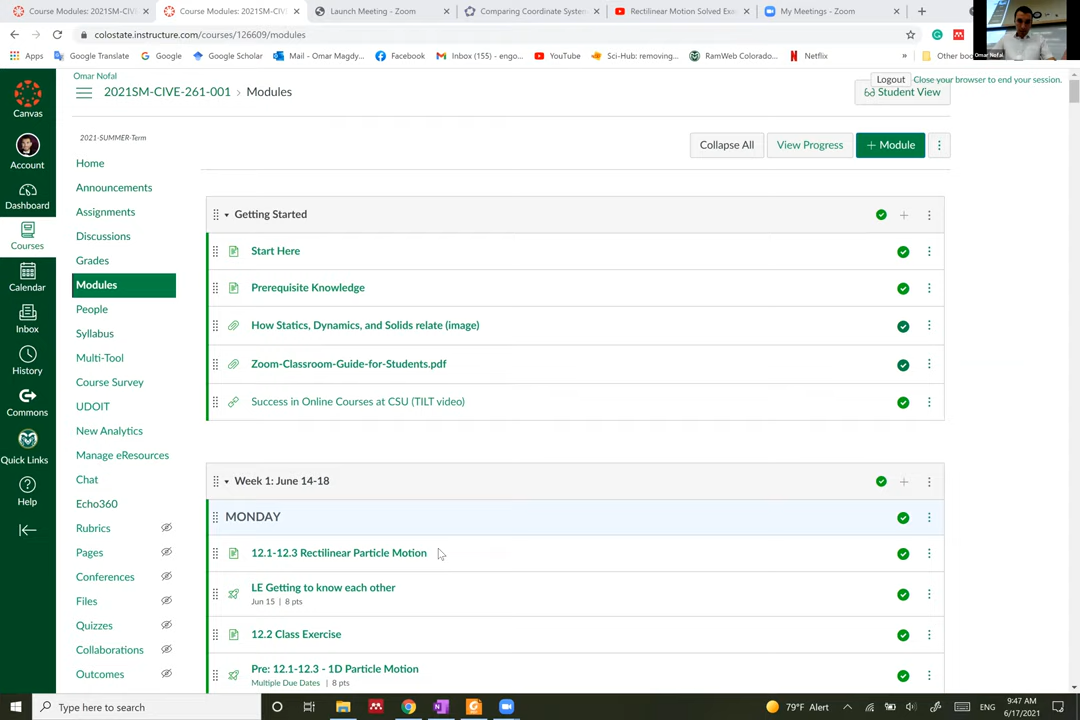 Course Modules: 2021SM-CIVE-
Course Modules: 2021SM-CIVE-
Launch Meeting - Zoom
Comparing Coordinate System
Rectilinear Motion Solved Exa
My Meetings - Zoom
colostate.instructure.com/courses/126609/modules
Apps
Google Translate
Google
Google Scholar
Mail - Omar Magdy...
Facebook
Inbox (155) - engo...
YouTube
Sci-Hub: removing...
RamWeb Colorado...
Netflix
Other boo
Omar Nofal
Omar Nofal
Logout
Close your browser to end your session.
2021SM-CIVE-261-001 › Modules
Student View
Canvas
Account
Dashboard
Courses
Calendar
Inbox
History
Commons
Quick Links
Help
2021-SUMMER-Term
Home
Announcements
Assignments
Discussions
Grades
Modules
People
Syllabus
Multi-Tool
Course Survey
UDOIT
New Analytics
Manage eResources
Chat
Echo360
Rubrics
Pages
Conferences
Files
Quizzes
Collaborations
Outcomes
Collapse All
View Progress
+ Module
Getting Started
Start Here
Prerequisite Knowledge
How Statics, Dynamics, and Solids relate (image)
Zoom-Classroom-Guide-for-Students.pdf
Success in Online Courses at CSU (TILT video)
Week 1: June 14-18
MONDAY
12.1-12.3 Rectilinear Particle Motion
LE Getting to know each other
Jun 15 | 8 pts
12.2 Class Exercise
Pre: 12.1-12.3 - 1D Particle Motion
Multiple Due Dates | 8 pts
Type here to search
79°F Alert
ENG
9:47 AM
6/17/2021